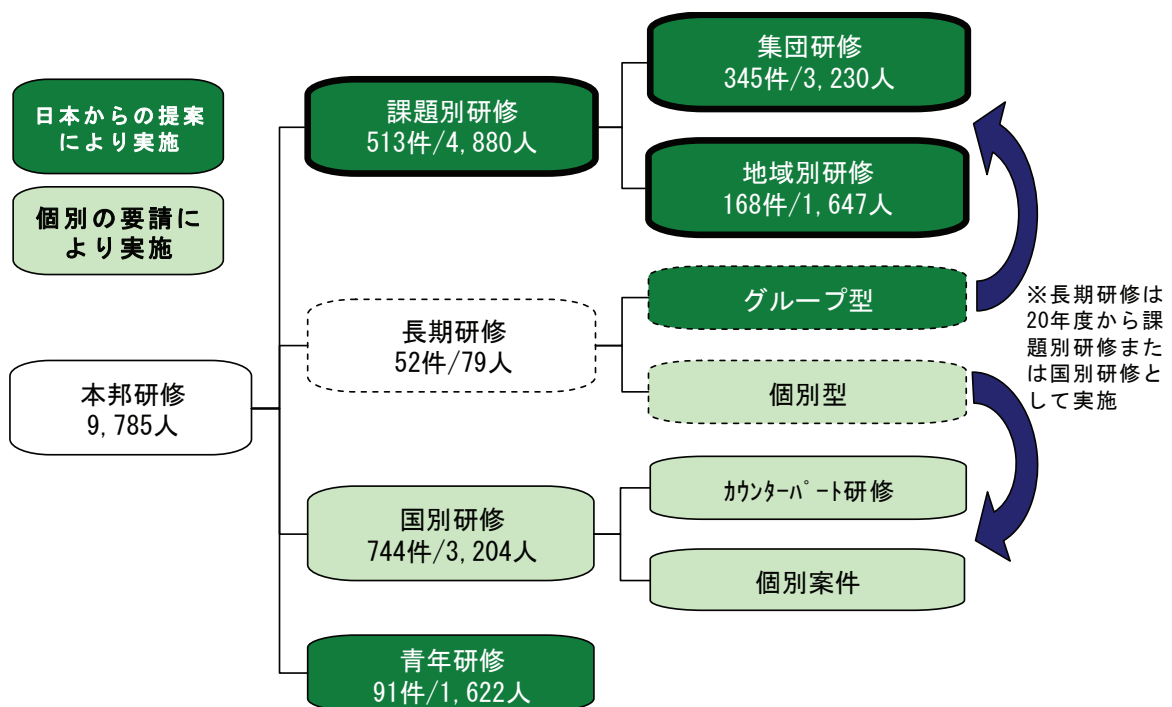 日本からの提案
により実施
個別の要請に
より実施
本邦研修
9,785人
課題別研修
513件/4,880人
集団研修
345件/3,230人
地域別研修
168件/1,647人
長期研修
52件/79人
グループ型
個別型
※長期研修は
20年度から課
題別研修また
は国別研修と
して実施
国別研修
744件/3,204人
ｶｳﾝﾀｰﾊﾟｰﾄ研修
個別案件
青年研修
91件/1,622人